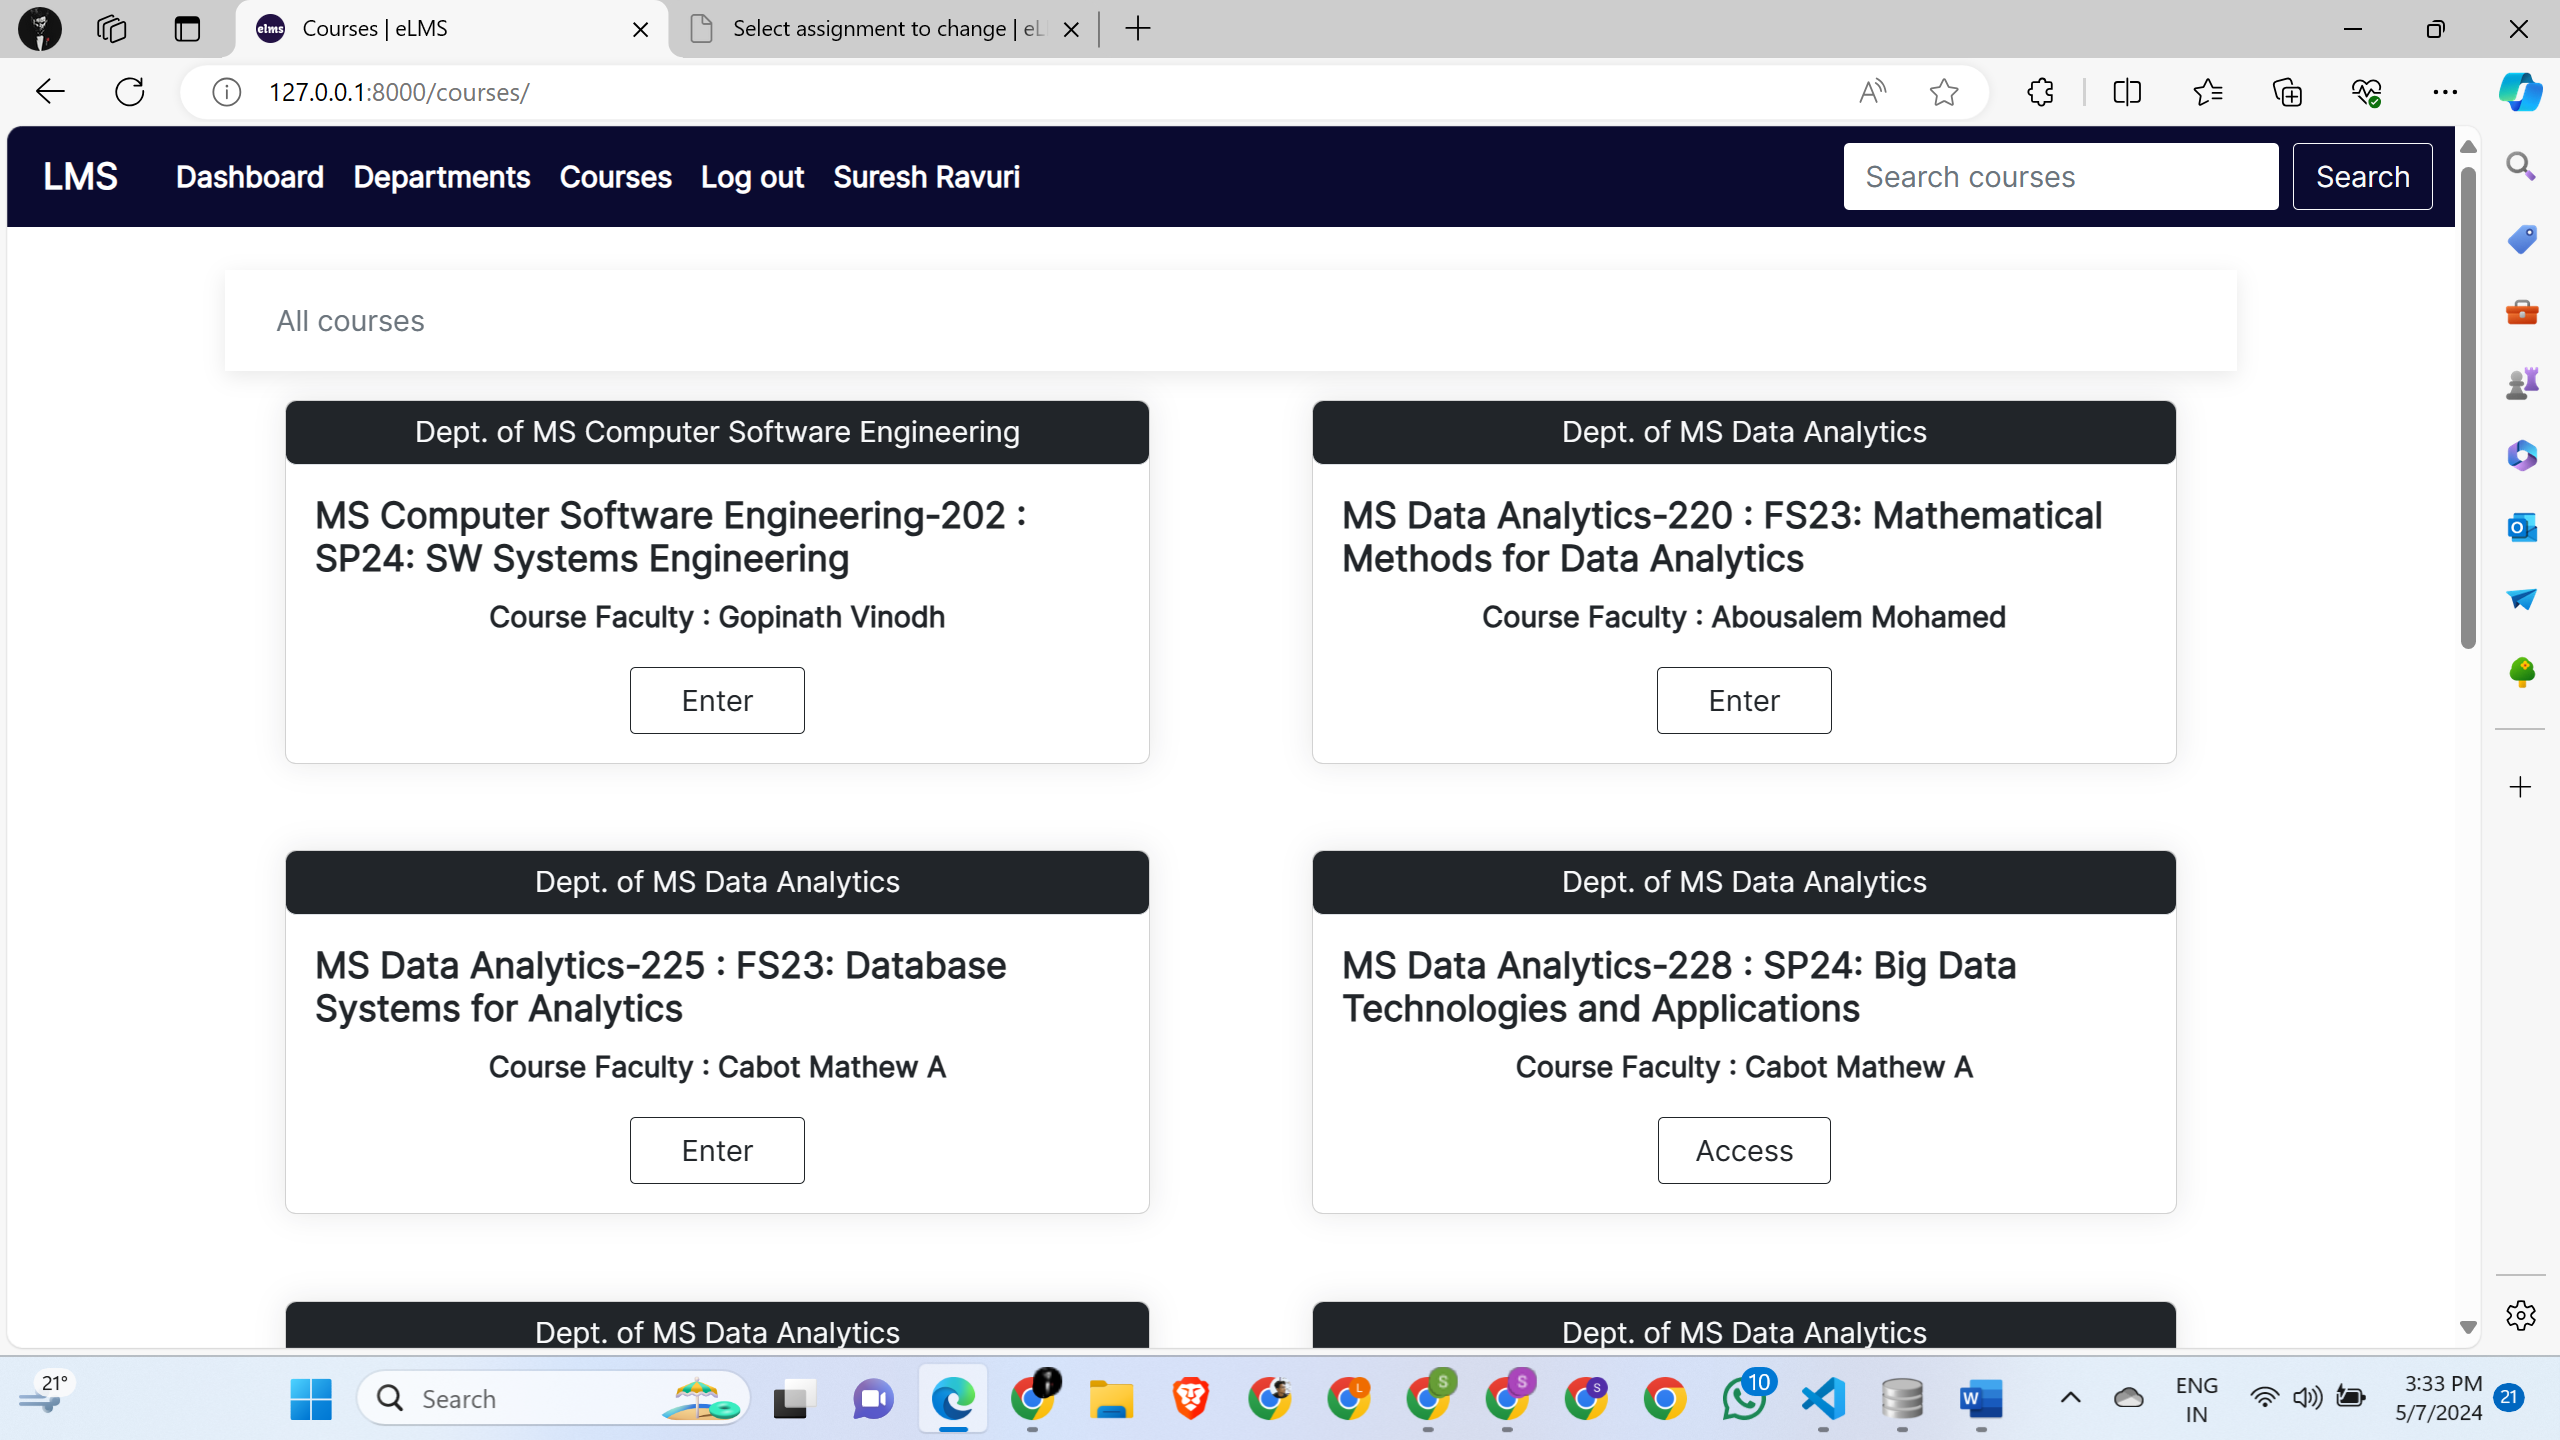 elms Courses | eLMS
Select assignment to change | eL
127.0.0.1:8000/courses/
LMS Dashboard Departments Courses Log out Suresh Ravuri Search courses Search
All courses
Dept. of MS Computer Software Engineering
MS Computer Software Engineering-202 :
SP24: SW Systems Engineering
Course Faculty : Gopinath Vinodh
Enter
Dept. of MS Data Analytics
MS Data Analytics-220 : FS23: Mathematical
Methods for Data Analytics
Course Faculty : Abousalem Mohamed
Enter
Dept. of MS Data Analytics
MS Data Analytics-225 : FS23: Database
Systems for Analytics
Course Faculty : Cabot Mathew A
Enter
Dept. of MS Data Analytics
MS Data Analytics-228 : SP24: Big Data
Technologies and Applications
Course Faculty : Cabot Mathew A
Access
Dept. of MS Data Analytics
Dept. of MS Data Analytics
21°
Search
L
S
S
S
10
W
ENG
IN
3:33 PM
5/7/2024
21